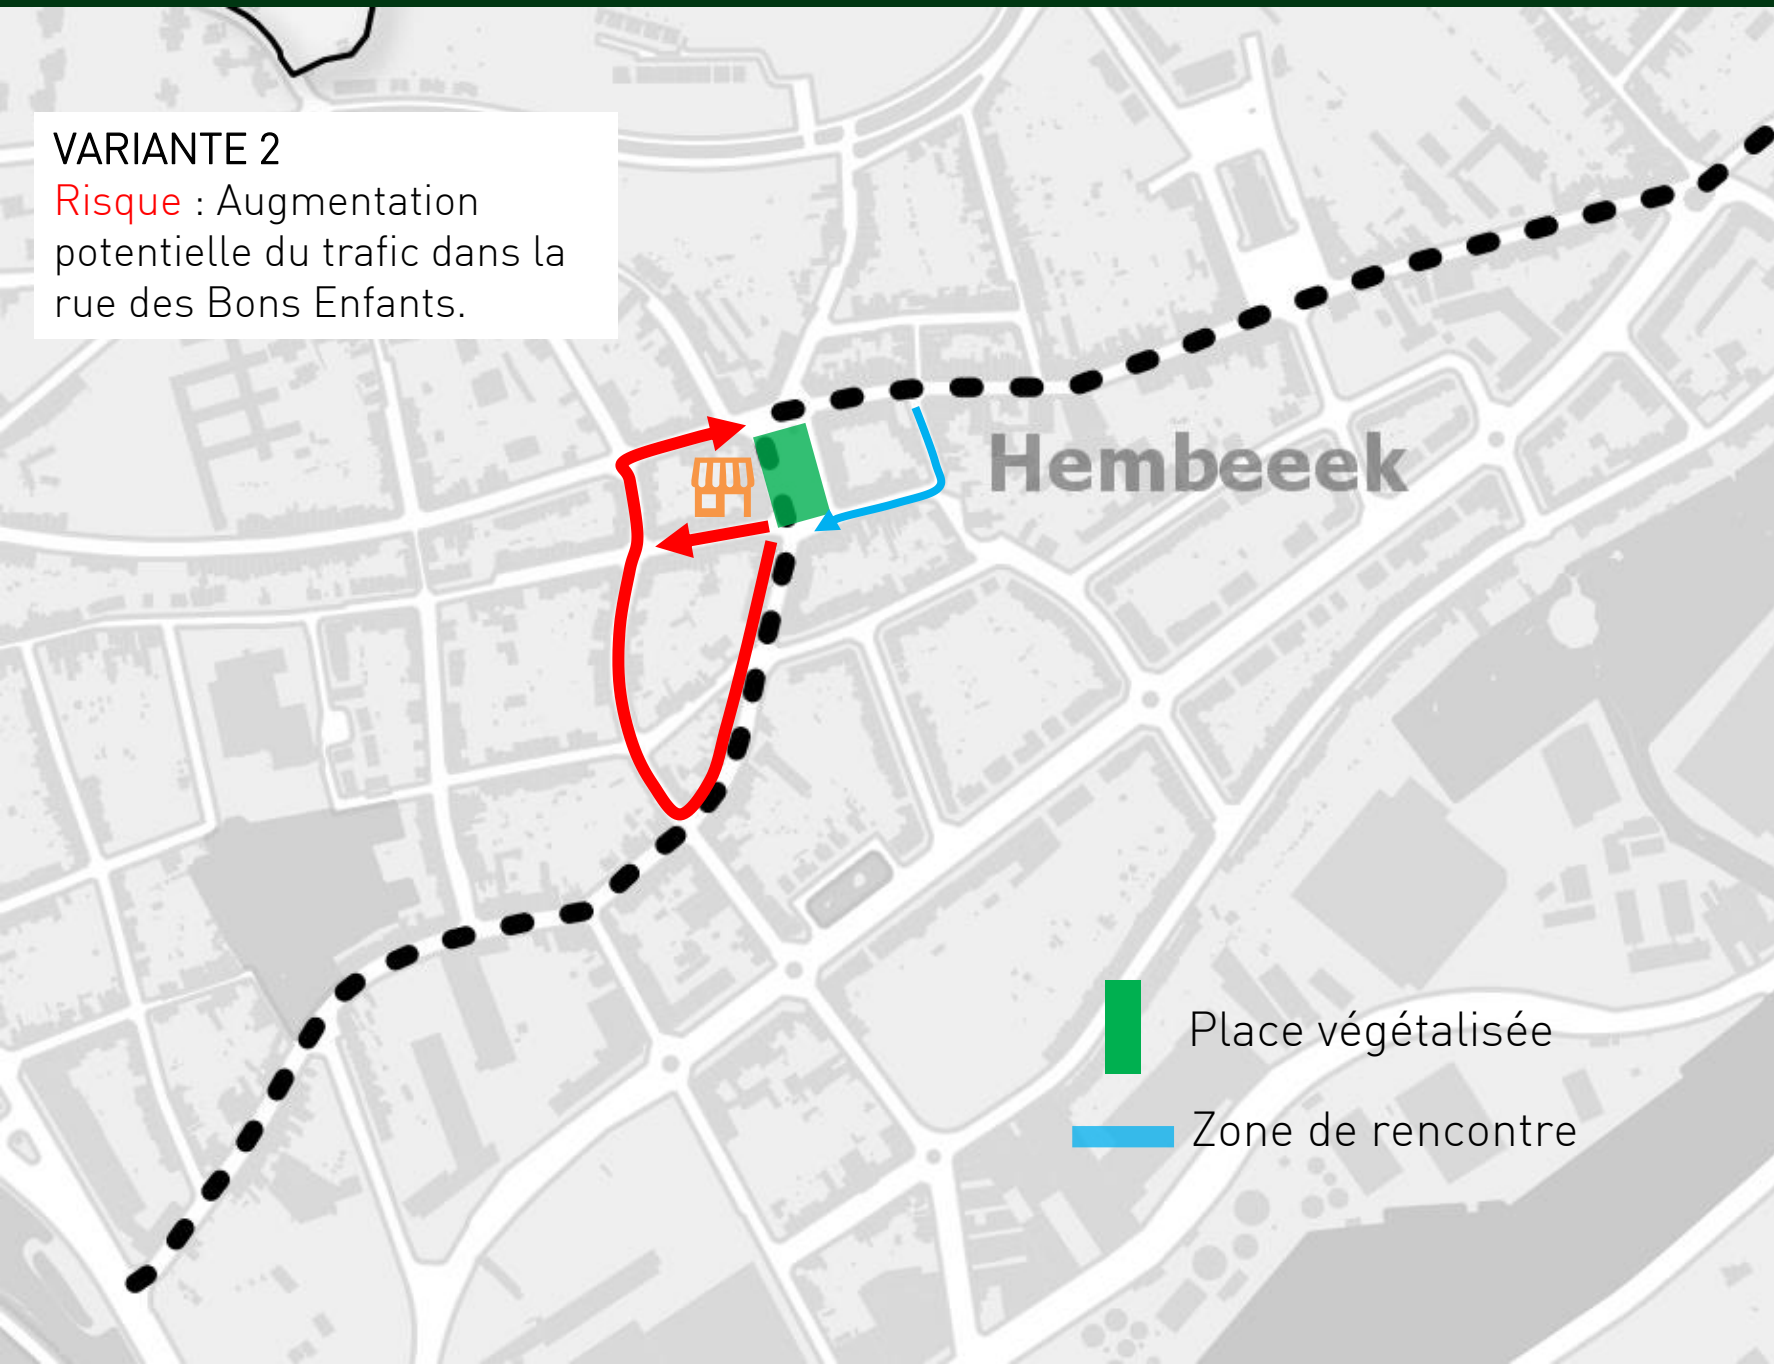 VARIANTE 2
Risque : Augmentation
potentielle du trafic dans la
rue des Bons Enfants.
Hembeeek
Place végétalisée
Zone de rencontre